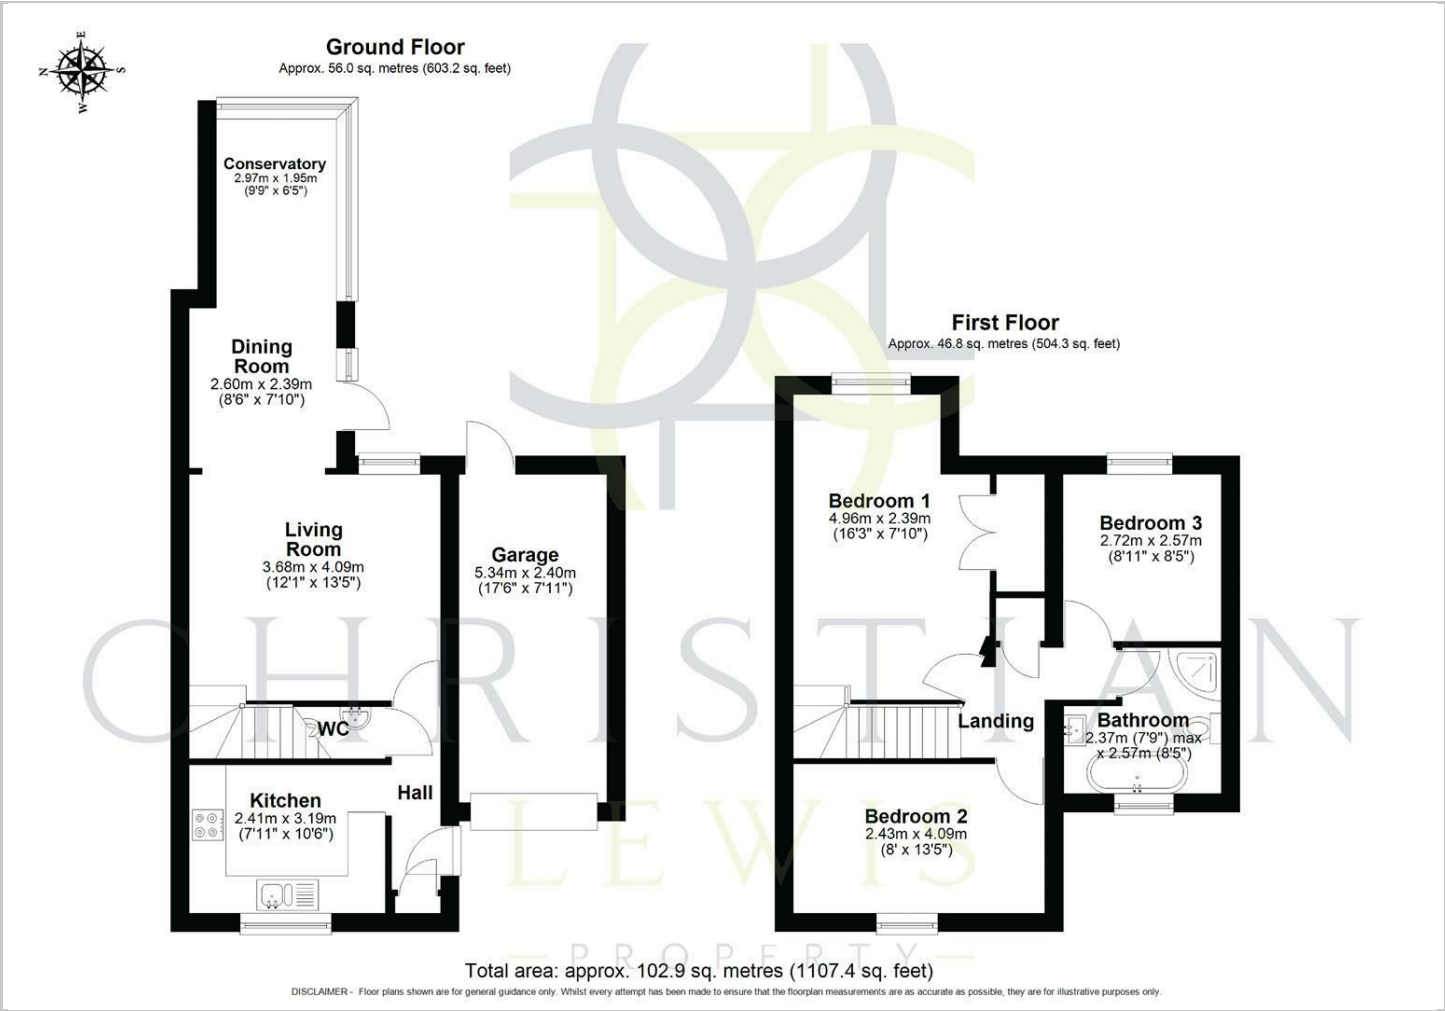 E
N
S
W
Ground Floor
Approx. 56.0 sq. metres (603.2 sq. feet)
Conservatory
2.97m x 1.95m
(9'9" x 6'5")
Dining
Room
2.60m x 2.39m
(8'6" x 7'10")
Living
Room
3.68m x 4.09m
(12'1" x 13'5")
Garage
5.34m x 2.40m
(17'6" x 7'11")
WC
Hall
Kitchen
2.41m x 3.19m
(7'11" x 10'6")
First Floor
Approx. 46.8 sq. metres (504.3 sq. feet)
Bedroom 1
4.96m x 2.39m
(16'3" x 7'10")
Bedroom 3
2.72m x 2.57m
(8'11" x 8'5")
Landing
Bathroom
2.37m (7'9") max
x 2.57m (8'5")
Bedroom 2
2.43m x 4.09m
(8' x 13'5")
CHRISTIAN
LEWIS
PROPERTY
Total area: approx. 102.9 sq. metres (1107.4 sq. feet)
DISCLAIMER - Floor plans shown are for general guidance only. Whilst every attempt has been made to ensure that the floorplan measurements are as accurate as possible, they are for illustrative purposes only.